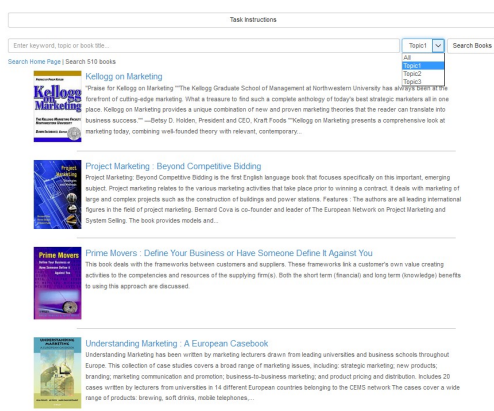 Task Instructions
Enter keyword, topic or book title...
Topic1
Search Books
All
Topic1
Topic2
Topic3
Search Home Page | Search 510 books
Kellogg on Marketing
"Praise for Kellogg on Marketing ""The Kellogg Graduate School of Management at Northwestern University has always been at the
forefront of cutting-edge marketing. What a treasure to find such a complete anthology of today's best strategic marketers all in one
place. Kellogg on Marketing provides a unique combination of new and proven marketing theories that the reader can translate into
business success."" —Betsy D. Holden, President and CEO, Kraft Foods ""Kellogg on Marketing presents a comprehensive look at
marketing today, combining well-founded theory with relevant, contemporary...
Kellogg
on
Marketing
Project Marketing : Beyond Competitive Bidding
Project Marketing: Beyond Competitive Bidding is the first English language book that focuses specifically on this important, emerging
subject. Project marketing relates to the various marketing activities that take place prior to winning a contract. It deals with marketing of
large and complex projects such as the construction of buildings and power stations. Features : The authors are all leading international
figures in the field of project marketing. Bernard Cova is co-founder and leader of The European Network on Project Marketing and
System Selling. The book provides models and...
Project
Marketing
Prime Movers : Define Your Business or Have Someone Define It Against You
This book deals with the frameworks between customers and suppliers. These frameworks link a customer's own value creating
activities to the competencies and resources of the supplying firm(s). Both the short term (financial) and long term (knowledge) benefits
to using this approach are discussed.
Prime Movers
Define Your Business or
Have Someone Define It
Against You
Understanding Marketing : A European Casebook
Understanding Marketing has been written by marketing lecturers drawn from leading universities and business schools throughout
Europe. This collection of case studies covers a broad range of marketing issues, including: strategic marketing; new products;
branding; marketing communication and promotion; business-to-business marketing; and product pricing and distribution. Includes 20
cases written by lecturers from universities in 14 different European countries belonging to the CEMS network The cases cover a wide
range of products: brewing, soft drinks, mobile telephones,...
UNDERSTANDING
MARKETING